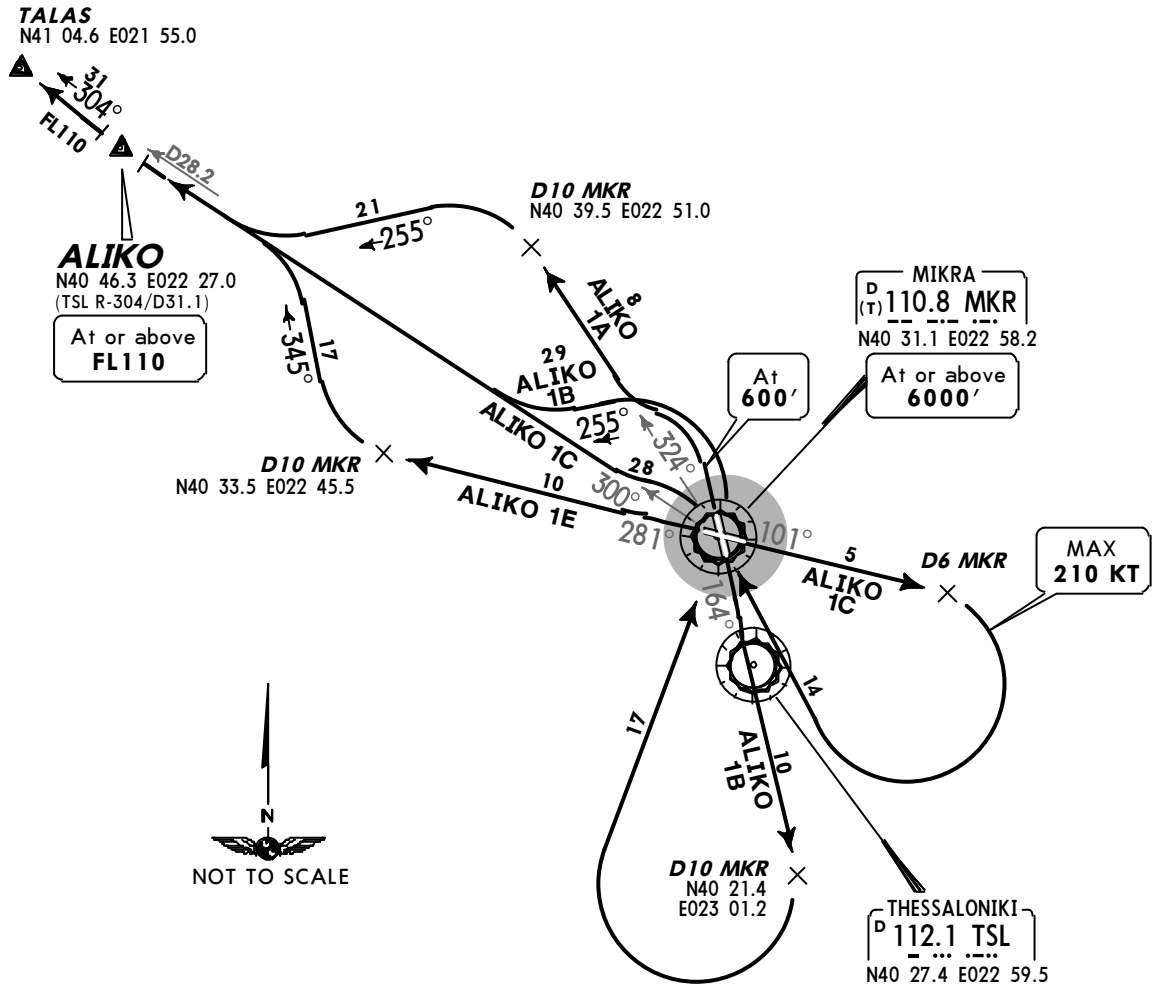 TALAS
N41 04.6 E021 55.0
31
304°
FL110
D28.2
ALIKO
N40 46.3 E022 27.0
(TSL R-304/D31.1)
At or above
FL110
21
255°
D10 MKR
N40 39.5 E022 51.0
8
ALIKO
1A
MIKRA
D
(T) 110.8 MKR
N40 31.1 E022 58.2
At or above
6000'
At
600'
17
345°
29
ALIKO
1B
255°
324°
ALIKO 1C
28
300°
D10 MKR
N40 33.5 E022 45.5
10
ALIKO 1E
281°
101°
5
ALIKO
1C
D6 MKR
MAX
210 KT
164°
14
17
10
ALIKO
1B
N
NOT TO SCALE
D10 MKR
N40 21.4
E023 01.2
THESSALONIKI
D 112.1 TSL
N40 27.4 E022 59.5